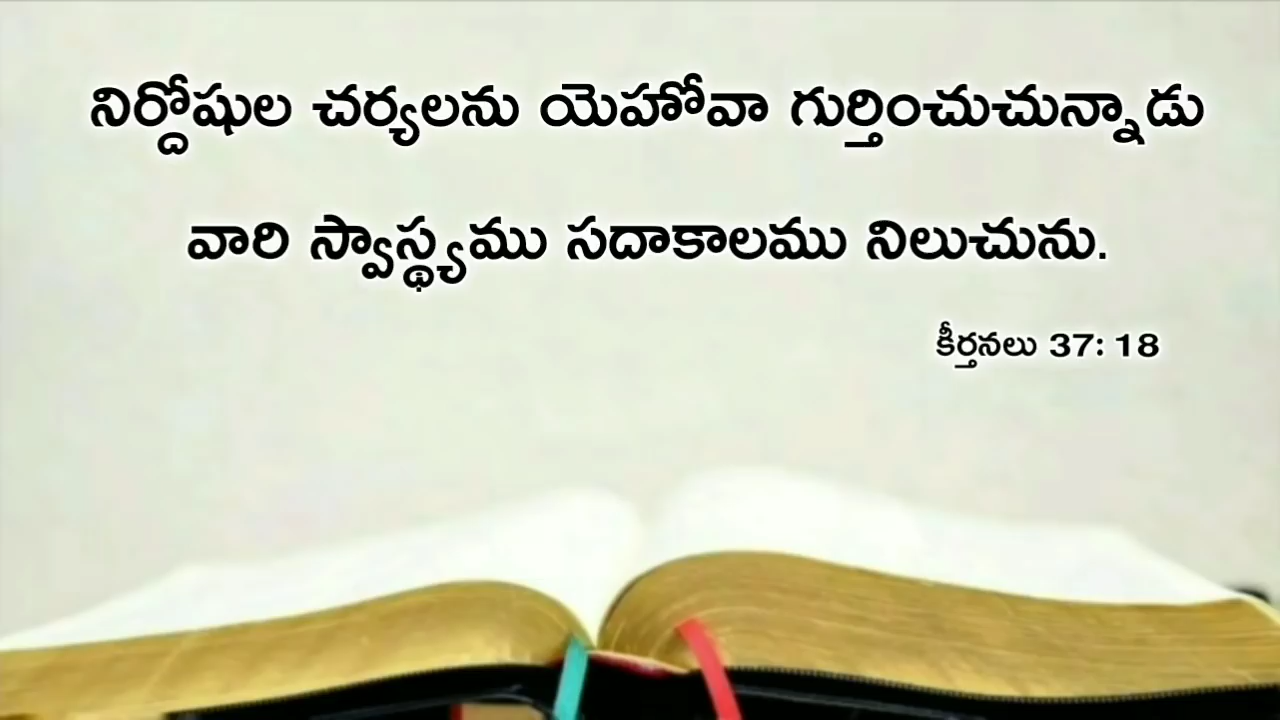 నిర్దోషుల చర్యలను యెహోవా గుర్తించుచున్నాడు
వారి స్వాస్థ్యము సదాకాలము నిలుచును.
కీర్తనలు 37: 18